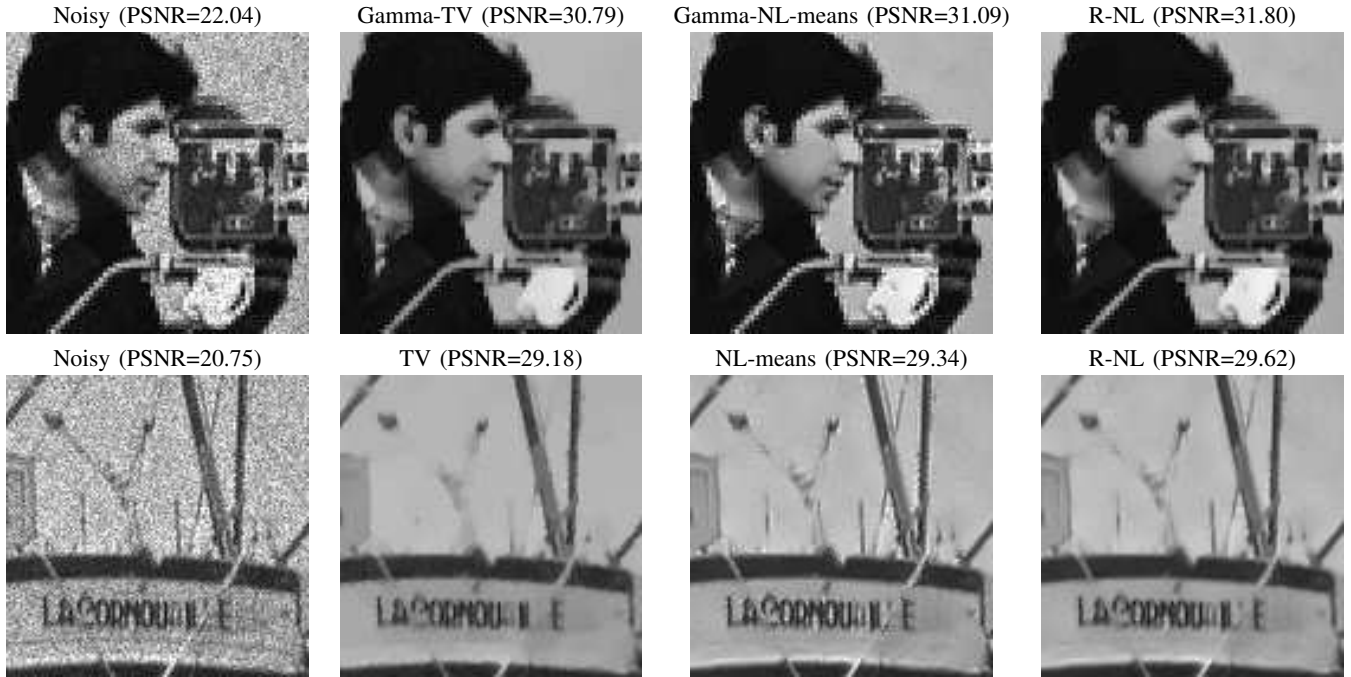 Noisy (PSNR=22.04) Gamma-TV (PSNR=30.79) Gamma-NL-means (PSNR=31.09) R-NL (PSNR=31.80)
Noisy (PSNR=20.75) TV (PSNR=29.18) NL-means (PSNR=29.34) R-NL (PSNR=29.62)